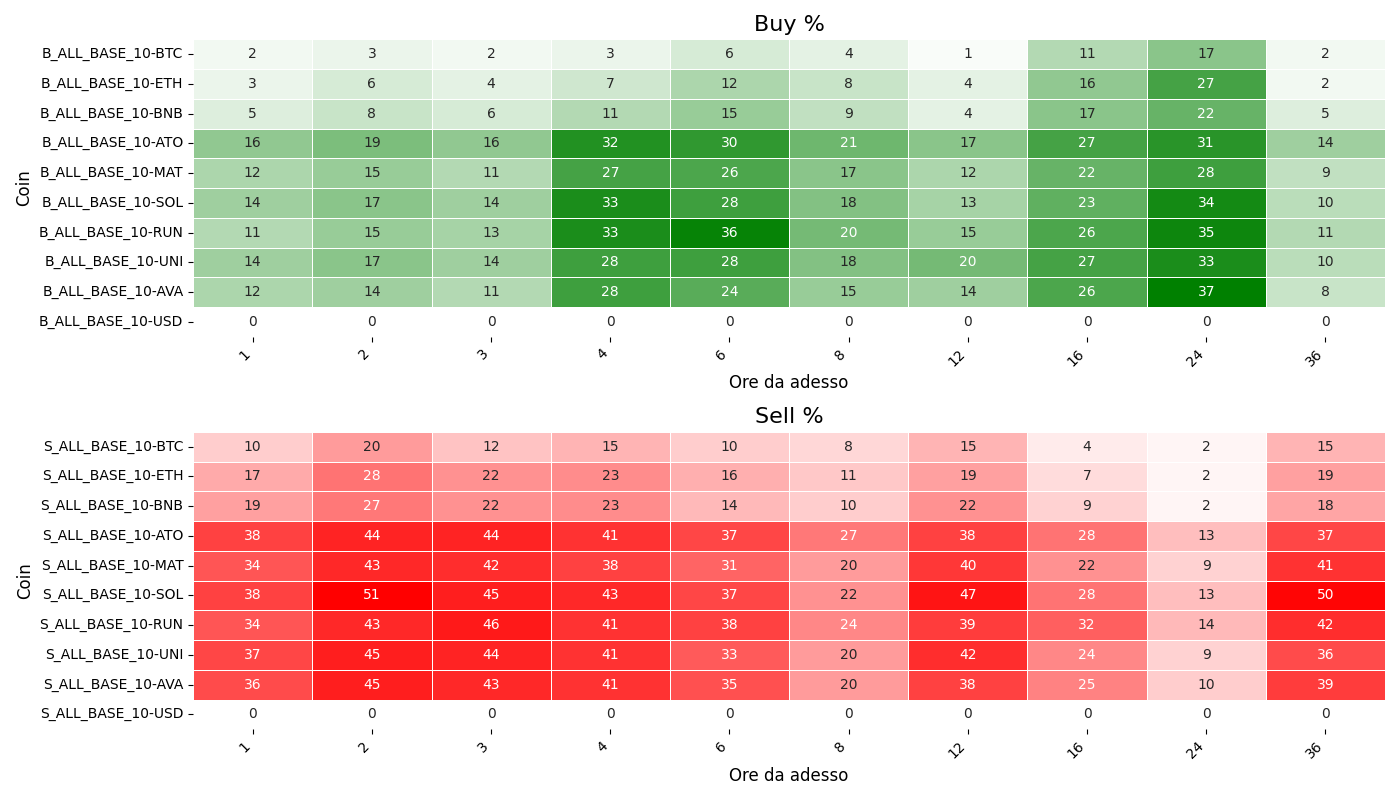 Buy %
Coin
B_ALL_BASE_10-BTC 2 3 2 3 6 4 1 11 17 2
B_ALL_BASE_10-ETH 3 6 4 7 12 8 4 16 27 2
B_ALL_BASE_10-BNB 5 8 6 11 15 9 4 17 22 5
B_ALL_BASE_10-ATO 16 19 16 32 30 21 17 27 31 14
B_ALL_BASE_10-MAT 12 15 11 27 26 17 12 22 28 9
B_ALL_BASE_10-SOL 14 17 14 33 28 18 13 23 34 10
B_ALL_BASE_10-RUN 11 15 13 33 36 20 15 26 35 11
B_ALL_BASE_10-UNI 14 17 14 28 28 18 20 27 33 10
B_ALL_BASE_10-AVA 12 14 11 28 24 15 14 26 37 8
B_ALL_BASE_10-USD 0 0 0 0 0 0 0 0 0 0
1 2 3 4 6 8 12 16 24 36
Ore da adesso
Sell %
Coin
S_ALL_BASE_10-BTC 10 20 12 15 10 8 15 4 2 15
S_ALL_BASE_10-ETH 17 28 22 23 16 11 19 7 2 19
S_ALL_BASE_10-BNB 19 27 22 23 14 10 22 9 2 18
S_ALL_BASE_10-ATO 38 44 44 41 37 27 38 28 13 37
S_ALL_BASE_10-MAT 34 43 42 38 31 20 40 22 9 41
S_ALL_BASE_10-SOL 38 51 45 43 37 22 47 28 13 50
S_ALL_BASE_10-RUN 34 43 46 41 38 24 39 32 14 42
S_ALL_BASE_10-UNI 37 45 44 41 33 20 42 24 9 36
S_ALL_BASE_10-AVA 36 45 43 41 35 20 38 25 10 39
S_ALL_BASE_10-USD 0 0 0 0 0 0 0 0 0 0
1 2 3 4 6 8 12 16 24 36
Ore da adesso